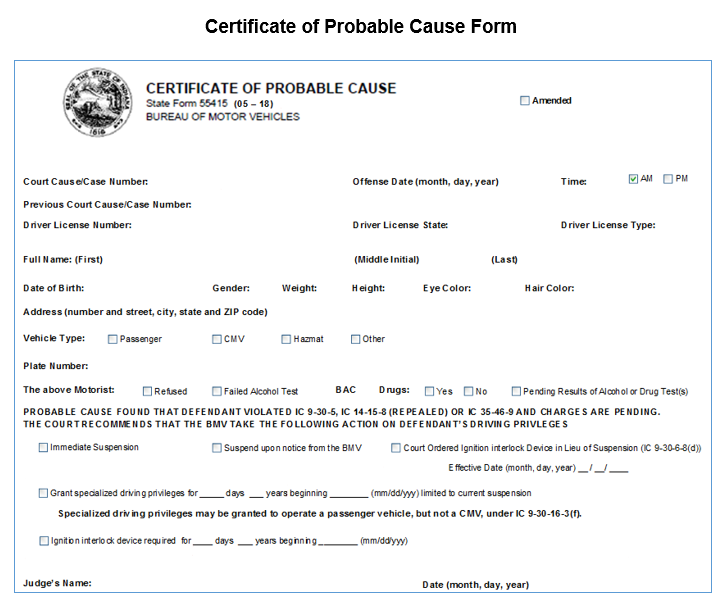 Certificate of Probable Cause Form
SEAL OF THE STATE OF INDIANA
1816
CERTIFICATE OF PROBABLE CAUSE
State Form 55415 (05 – 18)
BUREAU OF MOTOR VEHICLES
Amended
Court Cause/Case Number: Offense Date (month, day, year) Time: AM PM
Previous Court Cause/Case Number:
Driver License Number: Driver License State: Driver License Type:
Full Name: (First) (Middle Initial) (Last)
Date of Birth: Gender: Weight: Height: Eye Color: Hair Color:
Address (number and street, city, state and ZIP code)
Vehicle Type: Passenger CMV Hazmat Other
Plate Number:
The above Motorist: Refused Failed Alcohol Test BAC Drugs: Yes No Pending Results of Alcohol or Drug Test(s)
PROBABLE CAUSE FOUND THAT DEFENDANT VIOLATED IC 9-30-5, IC 14-15-8 (REPEALED) OR IC 35-46-9 AND CHARGES ARE PENDING.
THE COURT RECOMMENDS THAT THE BMV TAKE THE FOLLOWING ACTION ON DEFENDANT'S DRIVING PRIVLEGES
Immediate Suspension Suspend upon notice from the BMV Court Ordered Ignition interlock Device in Lieu of Suspension (IC 9-30-6-8(d))
Effective Date (month, day, year) __ /__ /____
Grant specialized driving privileges for _____ days ___ years beginning ________ (mm/dd/yyy) limited to current suspension
Specialized driving privileges may be granted to operate a passenger vehicle, but not a CMV, under IC 9-30-16-3(f).
Ignition interlock device required for ____ days ___ years beginning ________ (mm/dd/yyy)
Judge's Name: Date (month, day, year)